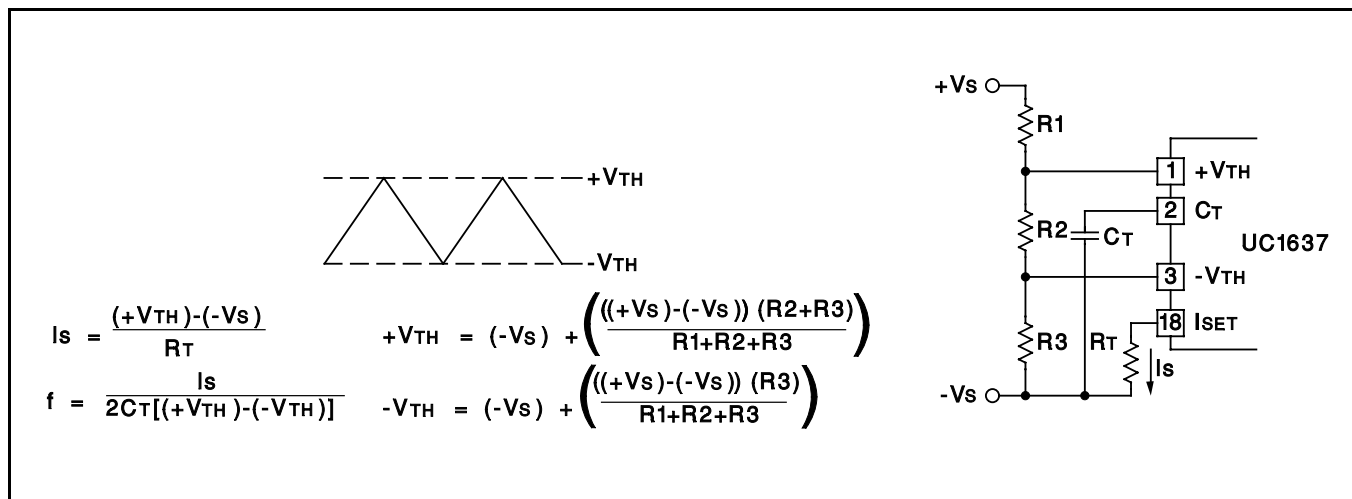 +VTH
-VTH
Is = (+VTH)-(-Vs) / RT
+VTH = (-Vs) + (((+Vs)-(-Vs)) (R2+R3) / R1+R2+R3)
f = Is / 2CT[(+VTH)-(-VTH)]
-VTH = (-Vs) + (((+Vs)-(-Vs)) (R3) / R1+R2+R3)
+Vs
R1
1 +VTH
2 CT
R2
CT
UC1637
3 -VTH
18 ISET
R3
RT
Is
-Vs